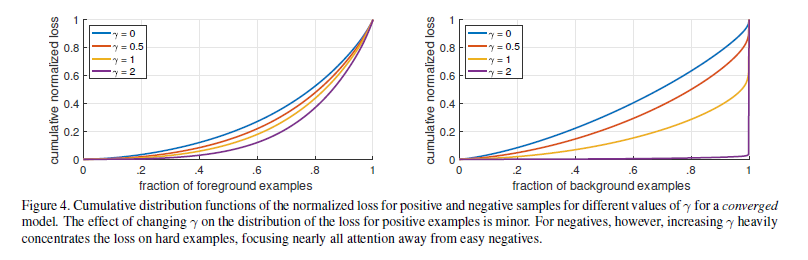 cumulative normalized loss
1
0.8
0.6
0.4
0.2
0
γ = 0
γ = 0.5
γ = 1
γ = 2
0 .2 .4 .6 .8 1
fraction of foreground examples
cumulative normalized loss
1
0.8
0.6
0.4
0.2
0
γ = 0
γ = 0.5
γ = 1
γ = 2
0 .2 .4 .6 .8 1
fraction of background examples
Figure 4. Cumulative distribution functions of the normalized loss for positive and negative samples for different values of γ for a converged
model. The effect of changing γ on the distribution of the loss for positive examples is minor. For negatives, however, increasing γ heavily
concentrates the loss on hard examples, focusing nearly all attention away from easy negatives.